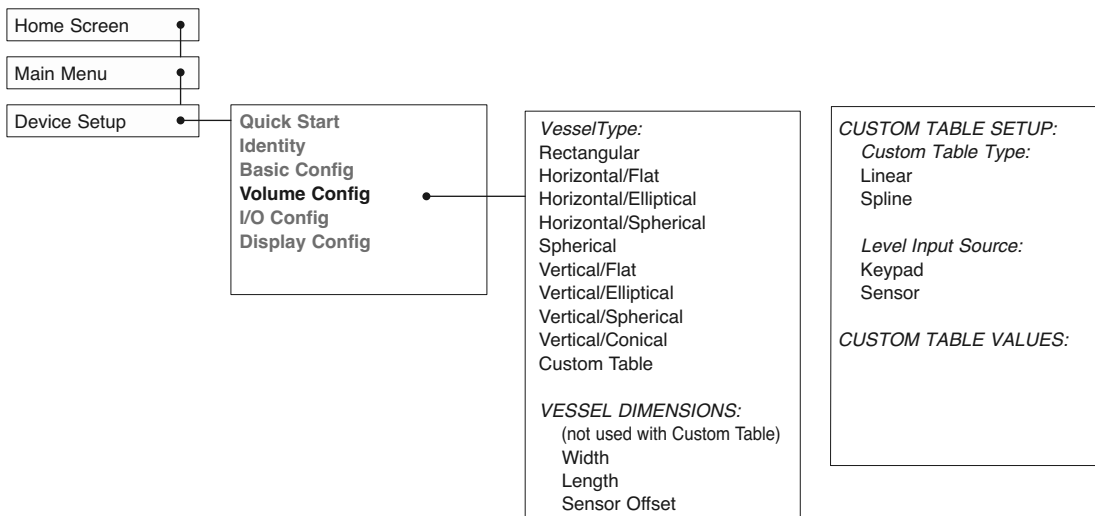 Home Screen
Main Menu
Device Setup
Quick Start
Identity
Basic Config
Volume Config
I/O Config
Display Config
VesselType:
Rectangular
Horizontal/Flat
Horizontal/Elliptical
Horizontal/Spherical
Spherical
Vertical/Flat
Vertical/Elliptical
Vertical/Spherical
Vertical/Conical
Custom Table
VESSEL DIMENSIONS:
(not used with Custom Table)
Width
Length
Sensor Offset
CUSTOM TABLE SETUP:
Custom Table Type:
Linear
Spline
Level Input Source:
Keypad
Sensor
CUSTOM TABLE VALUES: